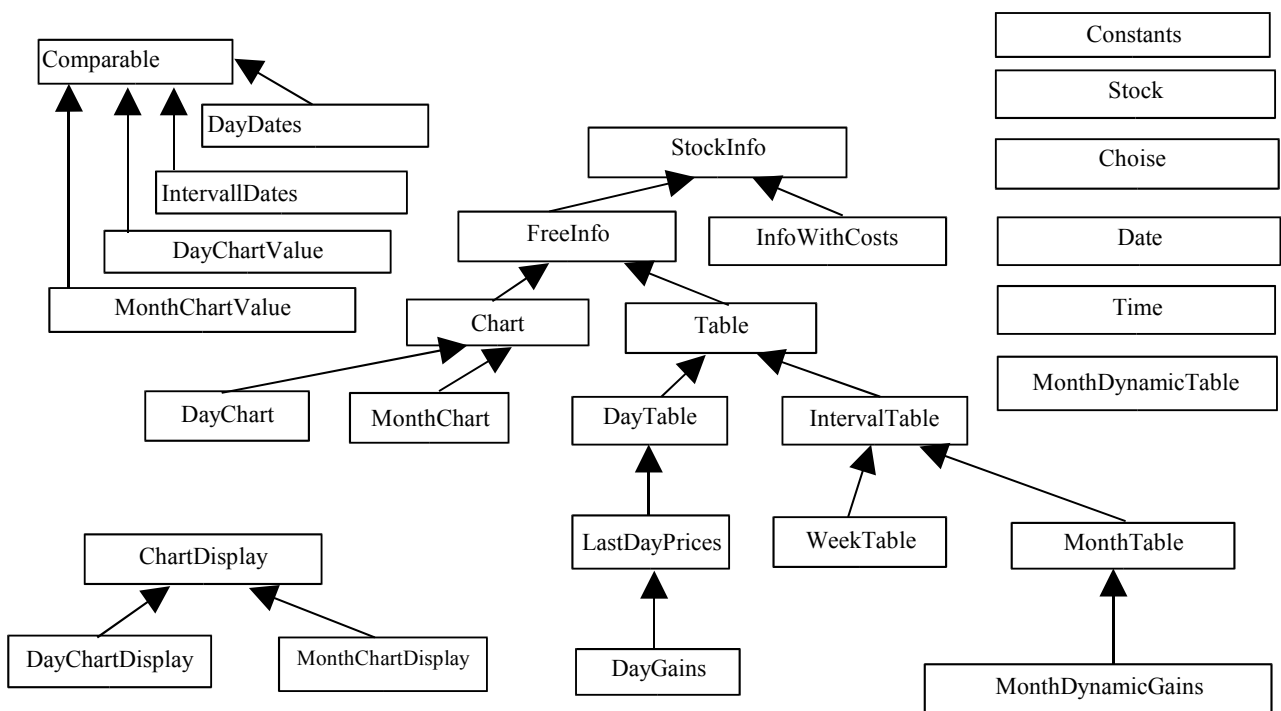 Comparable
DayDates
IntervallDates
DayChartValue
MonthChartValue
StockInfo
FreeInfo
InfoWithCosts
Chart
Table
DayChart
MonthChart
DayTable
IntervalTable
LastDayPrices
WeekTable
MonthTable
DayGains
MonthDynamicGains
ChartDisplay
DayChartDisplay
MonthChartDisplay
Constants
Stock
Choise
Date
Time
MonthDynamicTable